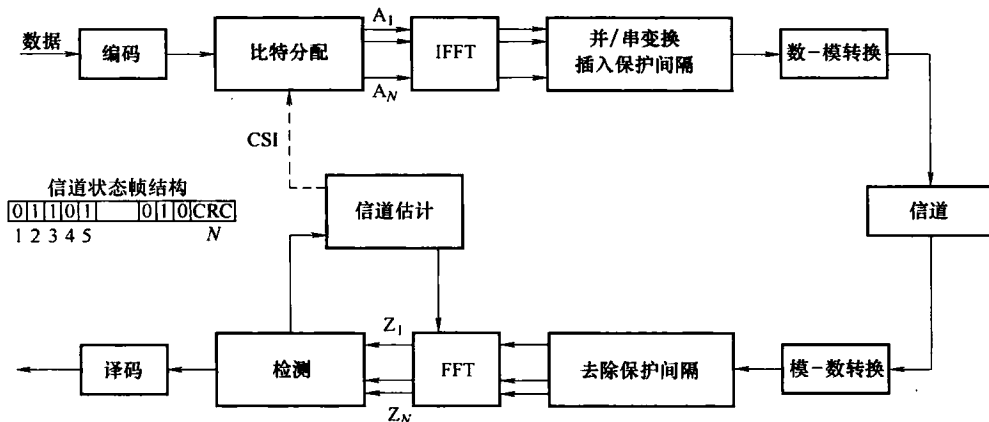 数据
编码
比特分配
A1
AN
IFFT
并/串变换
插入保护间隔
数-模转换
CSI
信道状态帧结构
0 1 1 0 1 0 1 0 CRC
1 2 3 4 5 N
信道估计
信道
译码
检测
Z1
ZN
FFT
去除保护间隔
模-数转换